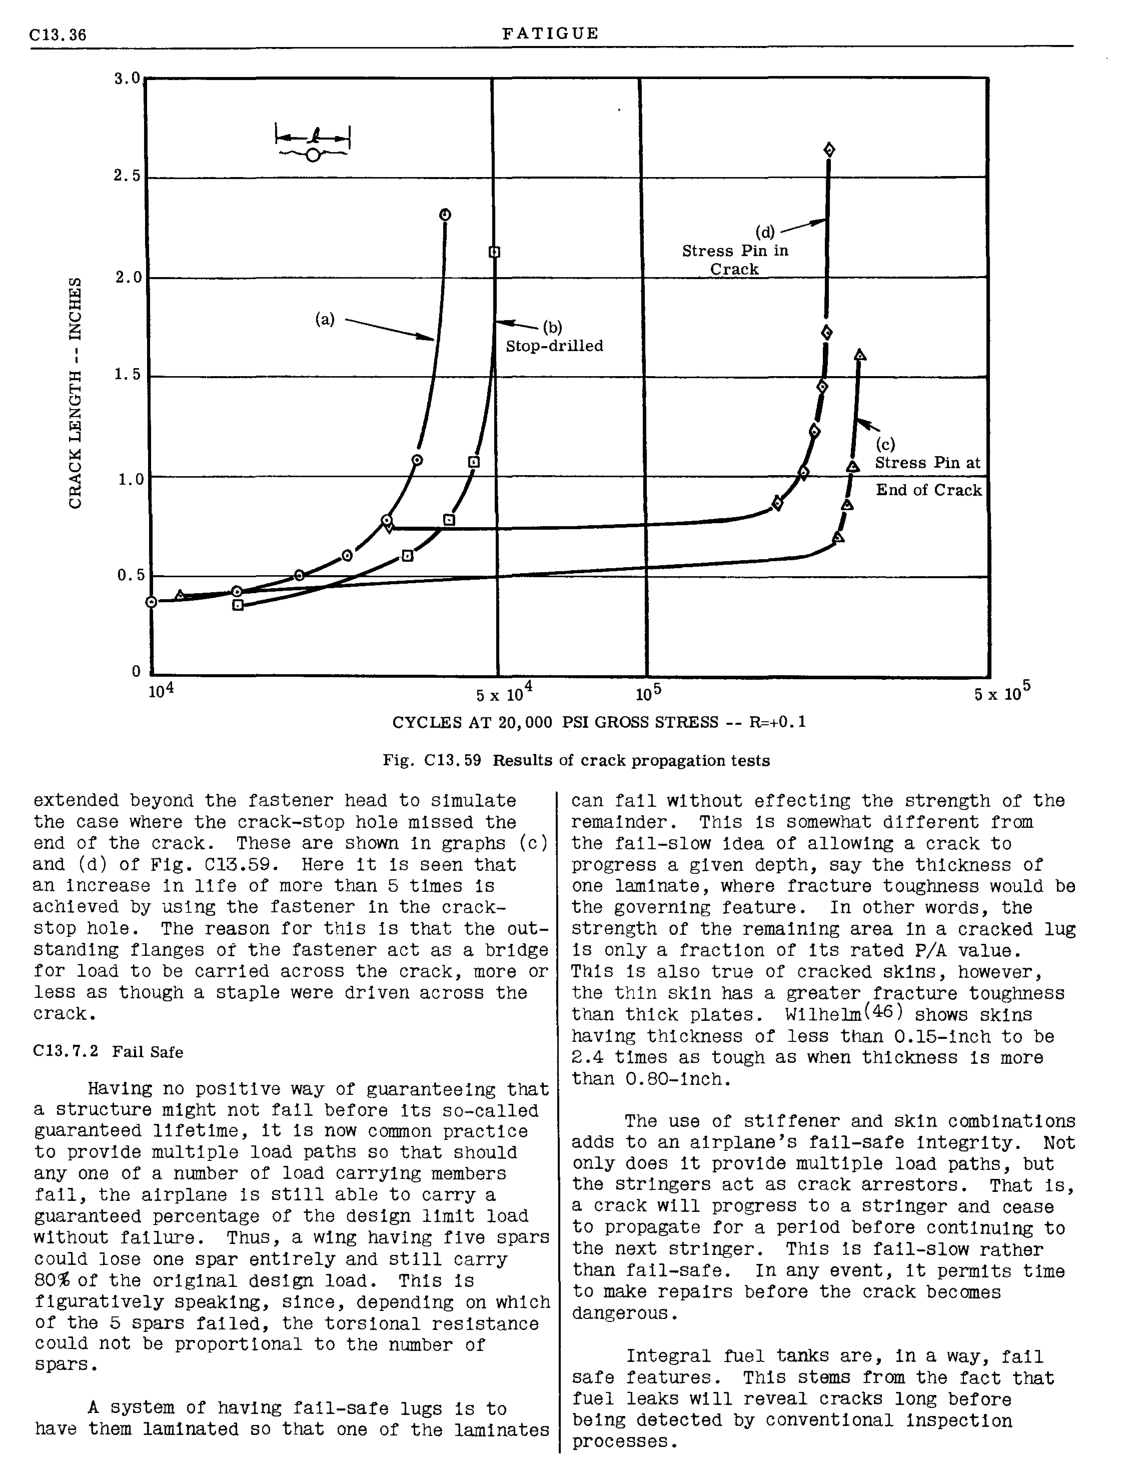 C13.36
FATIGUE
3.0
2.5
2.0
1.5
1.0
0.5
0
CRACK LENGTH -- INCHES
l
(a)
(b)
Stop-drilled
(d)
Stress Pin in
Crack
(c)
Stress Pin at
End of Crack
10⁴
5 x 10⁴
10⁵
5 x 10⁵
CYCLES AT 20,000 PSI GROSS STRESS -- R=+0.1
Fig. C13.59 Results of crack propagation tests
extended beyond the fastener head to simulate
the case where the crack-stop hole missed the
end of the crack. These are shown in graphs (c)
and (d) of Fig. C13.59. Here it is seen that
an increase in life of more than 5 times is
achieved by using the fastener in the crack-
stop hole. The reason for this is that the out-
standing flanges of the fastener act as a bridge
for load to be carried across the crack, more or
less as though a staple were driven across the
crack.
C13.7.2 Fail Safe
Having no positive way of guaranteeing that
a structure might not fail before its so-called
guaranteed lifetime, it is now common practice
to provide multiple load paths so that should
any one of a number of load carrying members
fail, the airplane is still able to carry a
guaranteed percentage of the design limit load
without failure. Thus, a wing having five spars
could lose one spar entirely and still carry
80% of the original design load. This is
figuratively speaking, since, depending on which
of the 5 spars failed, the torsional resistance
could not be proportional to the number of
spars.
A system of having fail-safe lugs is to
have them laminated so that one of the laminates
can fail without effecting the strength of the
remainder. This is somewhat different from
the fail-slow idea of allowing a crack to
progress a given depth, say the thickness of
one laminate, where fracture toughness would be
the governing feature. In other words, the
strength of the remaining area in a cracked lug
is only a fraction of its rated P/A value.
This is also true of cracked skins, however,
the thin skin has a greater fracture toughness
than thick plates. Wilhelm(46) shows skins
having thickness of less than 0.15-inch to be
2.4 times as tough as when thickness is more
than 0.80-inch.
The use of stiffener and skin combinations
adds to an airplane's fail-safe integrity. Not
only does it provide multiple load paths, but
the stringers act as crack arrestors. That is,
a crack will progress to a stringer and cease
to propagate for a period before continuing to
the next stringer. This is fail-slow rather
than fail-safe. In any event, it permits time
to make repairs before the crack becomes
dangerous.
Integral fuel tanks are, in a way, fail
safe features. This stems from the fact that
fuel leaks will reveal cracks long before
being detected by conventional inspection
processes.